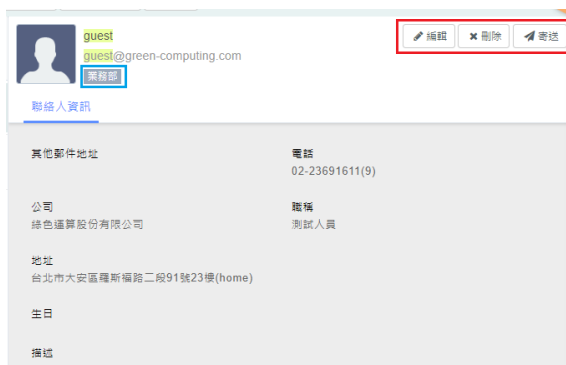 guest
編輯
刪除
寄送
guest@green-computing.com
業務部
聯絡人資訊
其他郵件地址
電話
02-23691611(9)
公司
職稱
綠色運算股份有限公司
測試人員
地址
台北市大安區羅斯福路二段91號23樓(home)
生日
描述